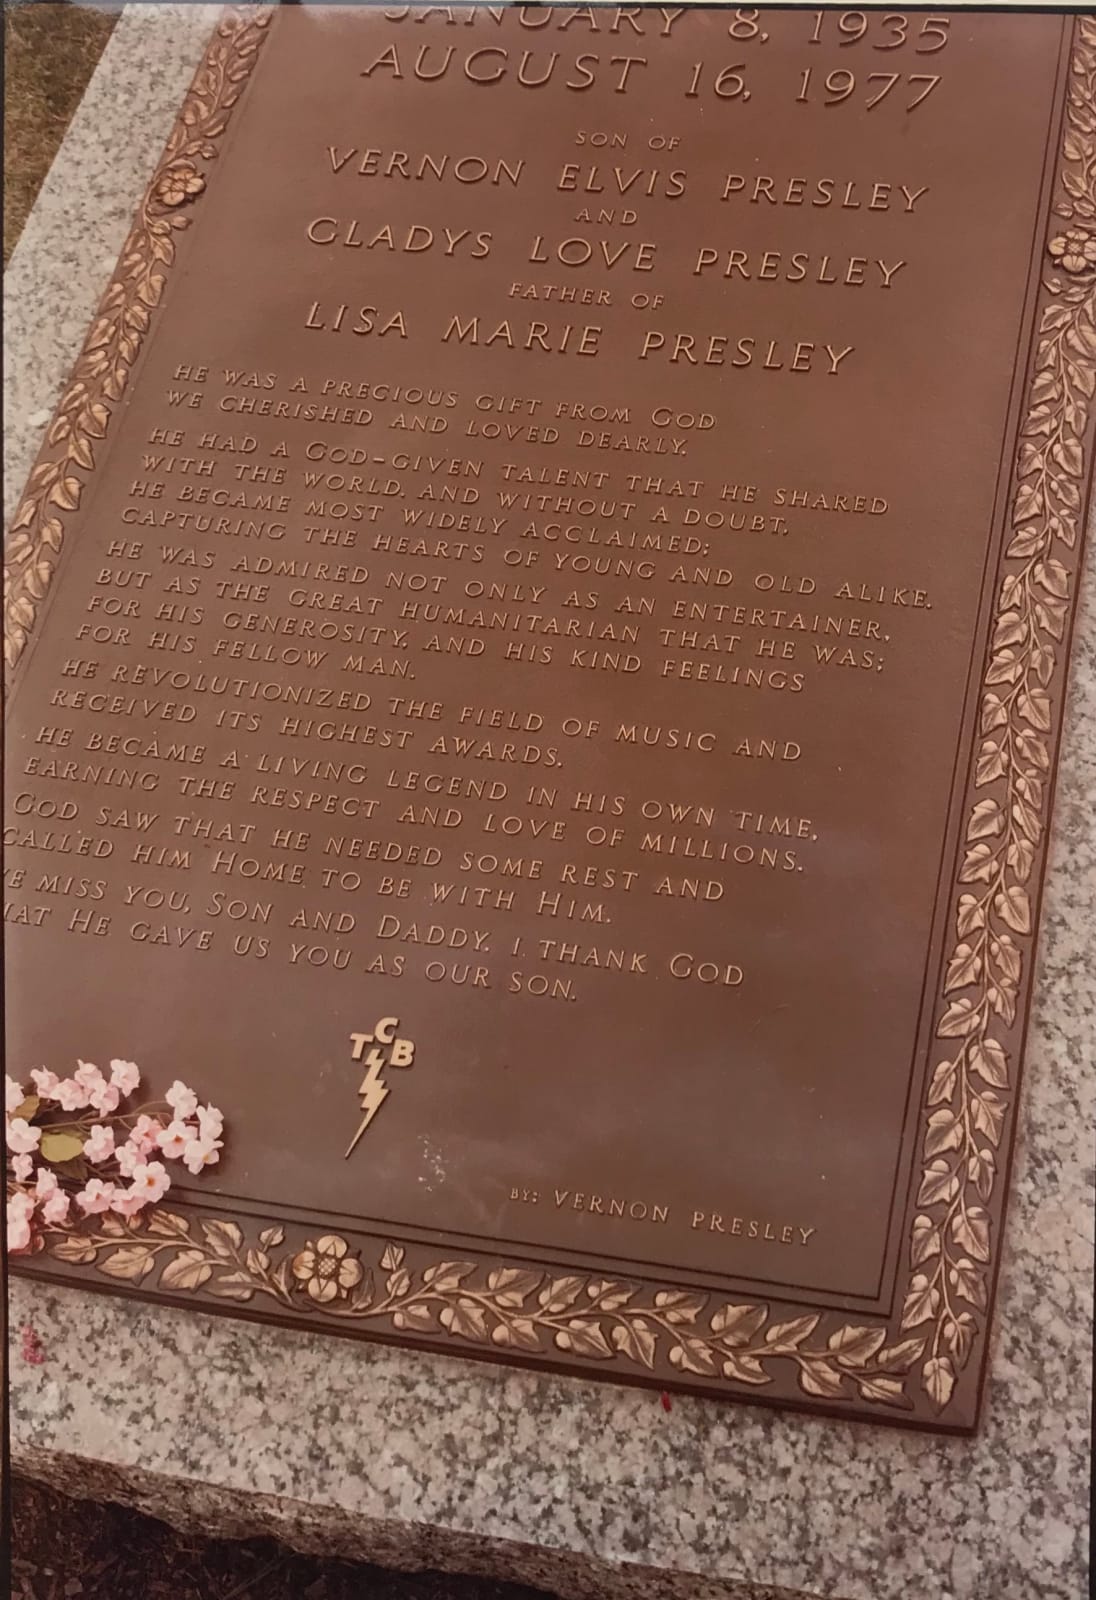 JANUARY 8, 1935
AUGUST 16, 1977
SON OF
VERNON ELVIS PRESLEY
AND
GLADYS LOVE PRESLEY
FATHER OF
LISA MARIE PRESLEY
HE WAS A PRECIOUS GIFT FROM GOD
WE CHERISHED AND LOVED DEARLY.
HE HAD A GOD-GIVEN TALENT THAT HE SHARED
WITH THE WORLD. AND WITHOUT A DOUBT,
HE BECAME MOST WIDELY ACCLAIMED;
CAPTURING THE HEARTS OF YOUNG AND OLD ALIKE.
HE WAS ADMIRED NOT ONLY AS AN ENTERTAINER,
BUT AS THE GREAT HUMANITARIAN THAT HE WAS;
FOR HIS GENEROSITY, AND HIS KIND FEELINGS
FOR HIS FELLOW MAN.
HE REVOLUTIONIZED THE FIELD OF MUSIC AND
RECEIVED ITS HIGHEST AWARDS.
HE BECAME A LIVING LEGEND IN HIS OWN TIME,
EARNING THE RESPECT AND LOVE OF MILLIONS.
GOD SAW THAT HE NEEDED SOME REST AND
CALLED HIM HOME TO BE WITH HIM.
E MISS YOU, SON AND DADDY. I THANK GOD
AT HE GAVE US YOU AS OUR SON.
TCB
BY: VERNON PRESLEY